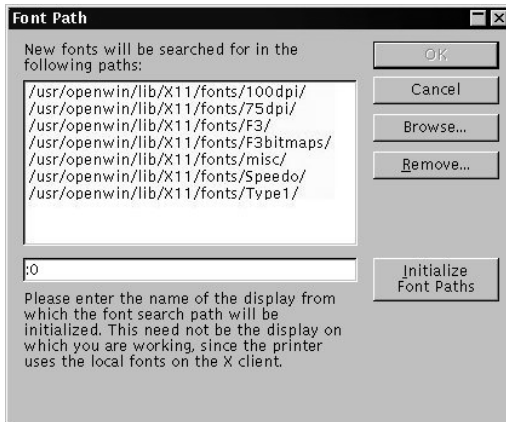 Font Path
New fonts will be searched for in the
following paths:
/usr/openwin/lib/X11/fonts/100dpi/
/usr/openwin/lib/X11/fonts/75dpi/
/usr/openwin/lib/X11/fonts/F3/
/usr/openwin/lib/X11/fonts/F3bitmaps/
/usr/openwin/lib/X11/fonts/misc/
/usr/openwin/lib/X11/fonts/Speedo/
/usr/openwin/lib/X11/fonts/Type1/
:0
Please enter the name of the display from
which the font search path will be
initialized. This need not be the display on
which you are working, since the printer
uses the local fonts on the X client.
OK
Cancel
Browse...
Remove...
Initialize
Font Paths